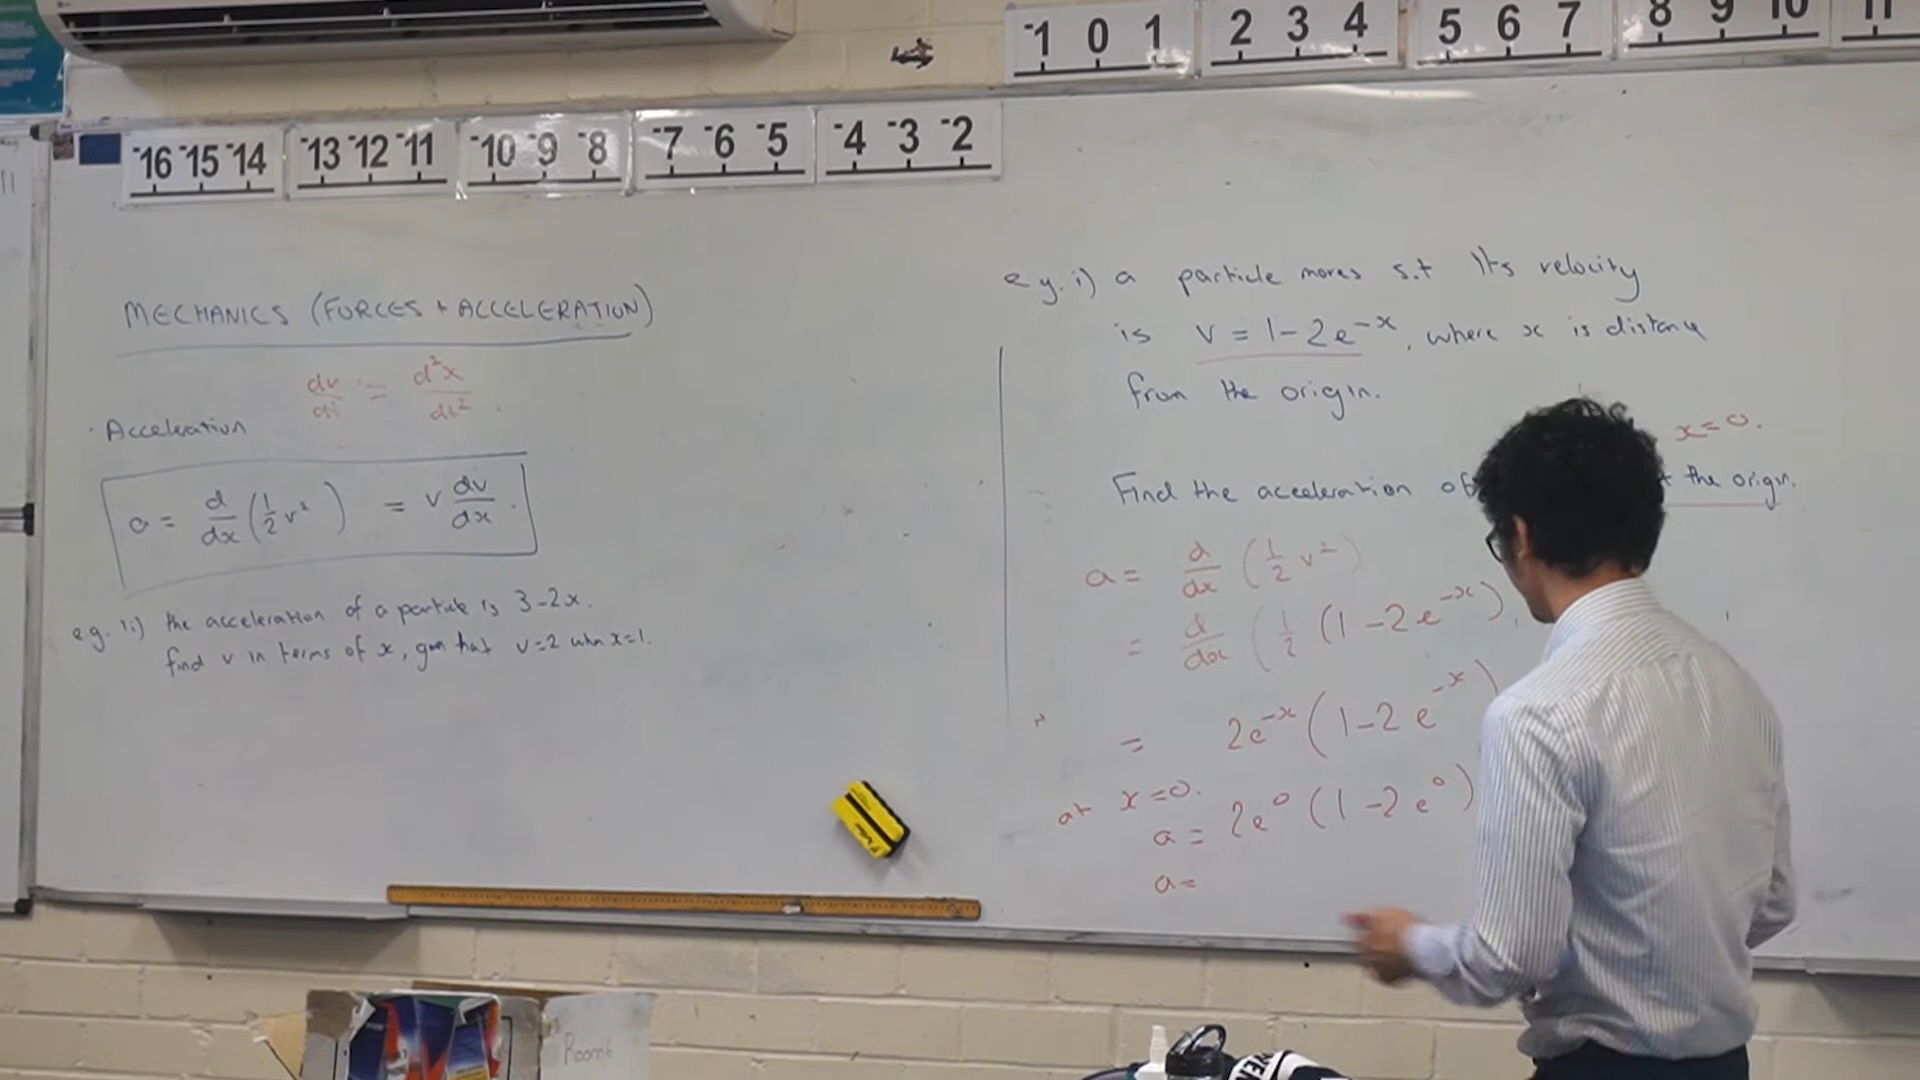 -1 0 1 2 3 4 5 6 7 8 9 10 11
-16 -15 -14 -13 -12 -11 -10 -9 -8 -7 -6 -5 -4 -3 -2
MECHANICS (FORCES + ACCELERATION)
dv/dt = d²x/dt².
· Acceleration
a = d/dx (1/2 v²) = v dv/dx.
e.g. ii) the acceleration of a particle is 3-2x.
find v in terms of x, given that v=2 when x=1.
e.g. i) a particle moves s.t its velocity
is v = 1-2e^-x, where x is distance
from the origin.
x=0.
Find the acceleration of the origin.
a = d/dx (1/2 v²)
= d/dx (1/2 (1-2e^-x)
= 2e^-x (1-2e^-x)
at x=0.
a = 2e^0 (1-2e^0)
a =
Room6